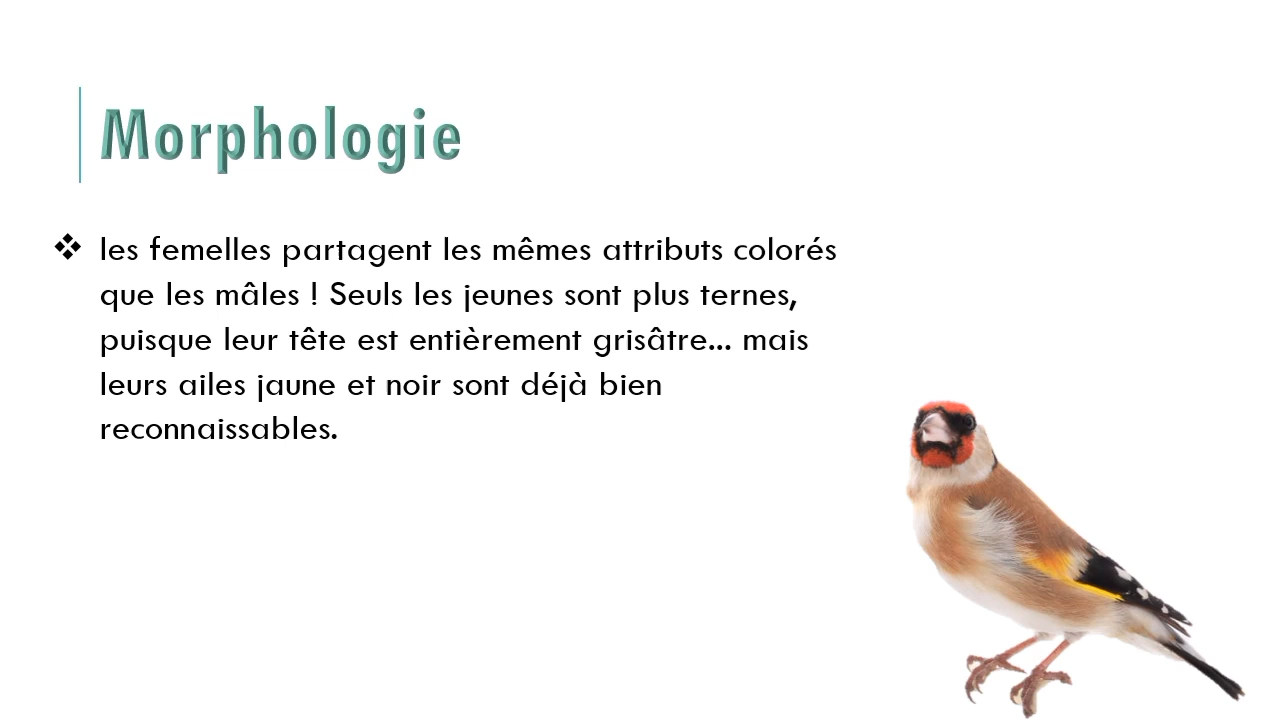 Morphologie
❖ les femelles partagent les mêmes attributs colorés
que les mâles ! Seuls les jeunes sont plus ternes,
puisque leur tête est entièrement grisâtre... mais
leurs ailes jaune et noir sont déjà bien
reconnaissables.